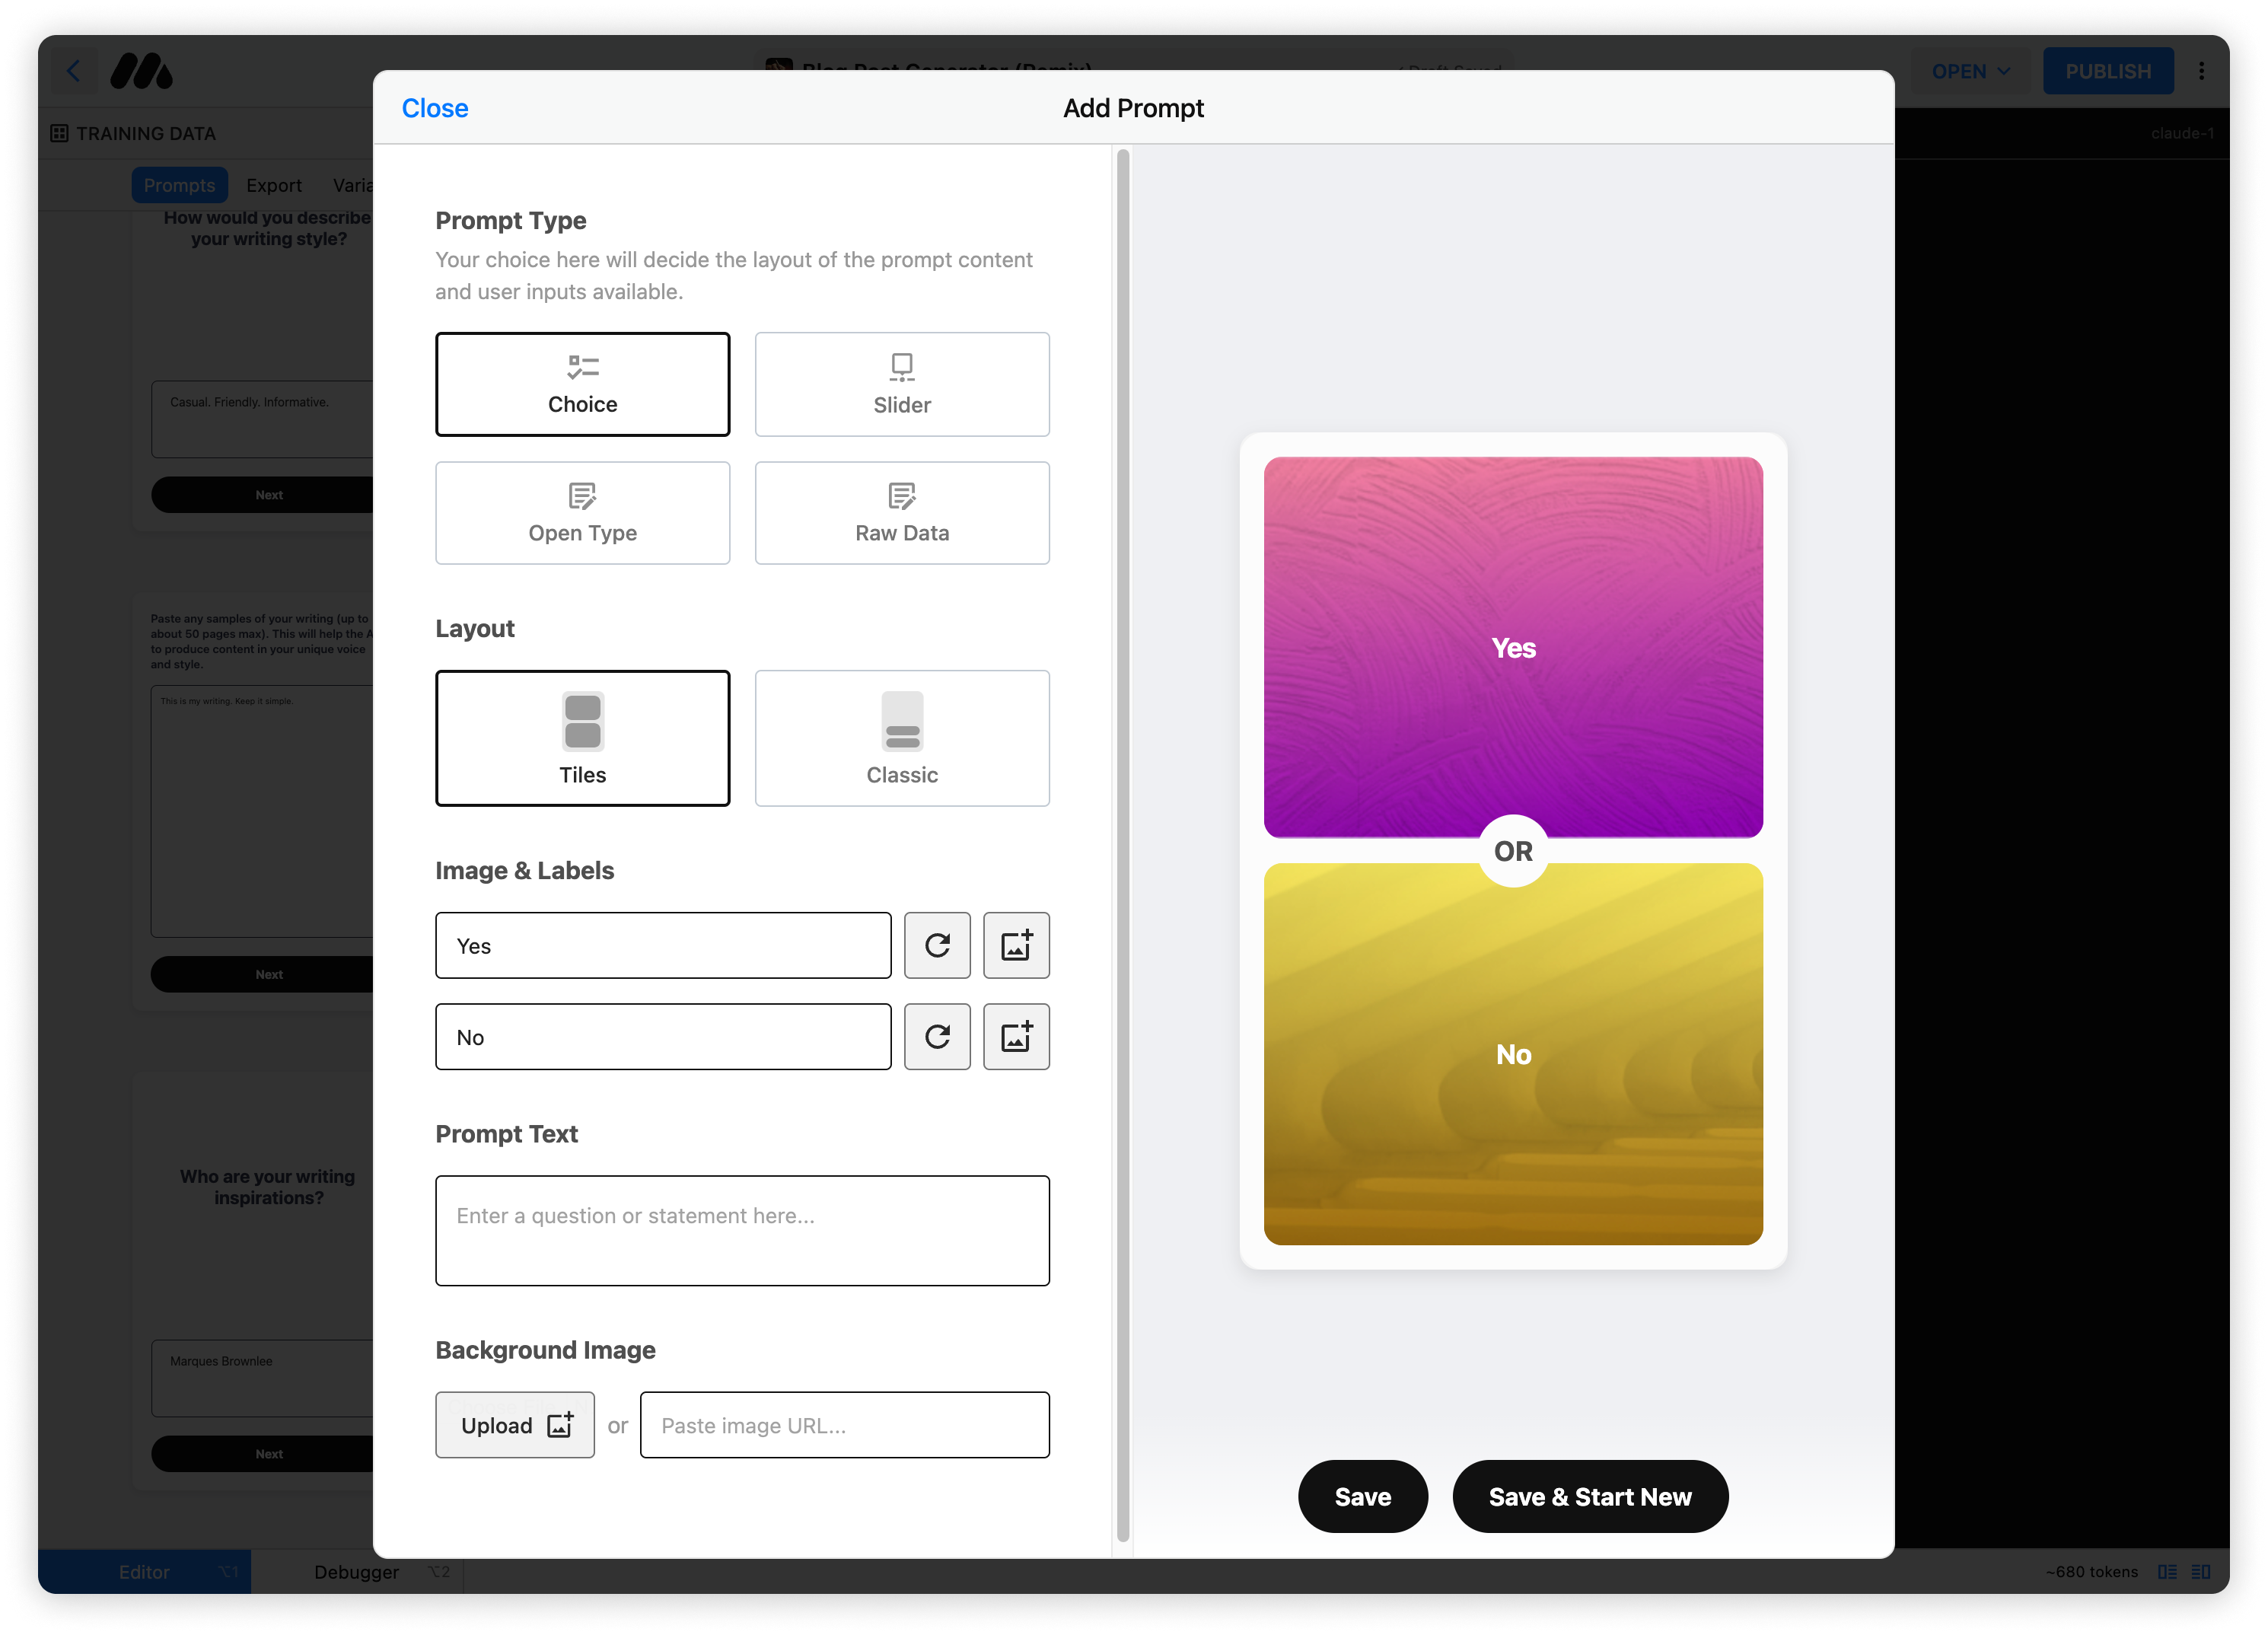 Blog Post Generator (Remix)
Draft Saved
OPEN
PUBLISH
Close
Add Prompt
TRAINING DATA
claude-1
Prompts
Export
Varia
How would you describe
your writing style?
Casual. Friendly. Informative.
Next
Paste any samples of your writing (up to
about 50 pages max). This will help the A
to produce content in your unique voice
and style.
This is my writing. Keep it simple.
Next
Who are your writing
inspirations?
Marques Brownlee
Next
Prompt Type
Your choice here will decide the layout of the prompt content
and user inputs available.
Choice
Slider
Open Type
Raw Data
Layout
Tiles
Classic
Image & Labels
Yes
No
Prompt Text
Enter a question or statement here...
Background Image
Upload
or
Paste image URL...
Yes
OR
No
Save
Save & Start New
Editor
⌥1
Debugger
⌥2
~680 tokens